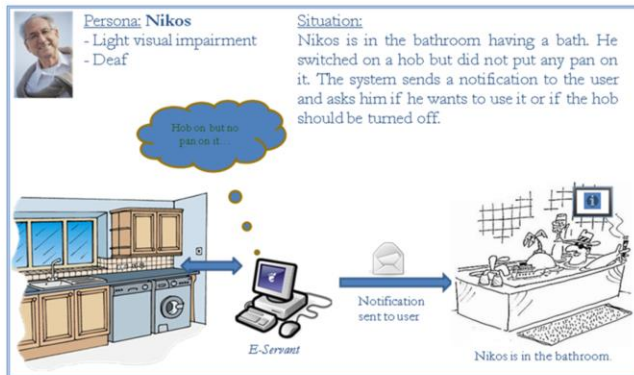 Persona: Nikos
- Light visual impairment
- Deaf
Situation:
Nikos is in the bathroom having a bath. He
switched on a hob but did not put any pan on
it. The system sends a notification to the user
and asks him if he wants to use it or if the hob
should be turned off.
Hob on but no
pan on it…
Notification
sent to user
E-Servant
Nikos is in the bathroom.